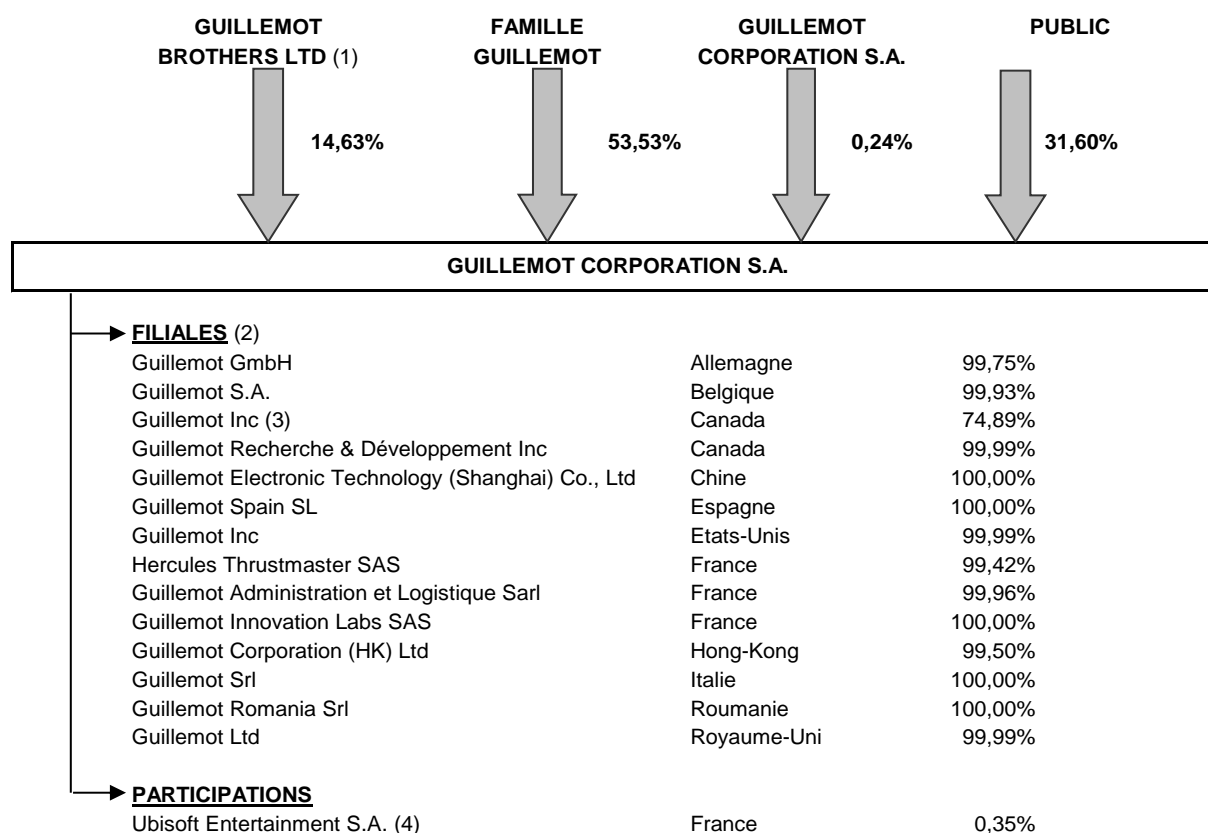 GUILLEMOT BROTHERS LTD (1)
FAMILLE GUILLEMOT
GUILLEMOT CORPORATION S.A.
PUBLIC
14,63%
53,53%
0,24%
31,60%
GUILLEMOT CORPORATION S.A.
FILIALES (2)
Guillemot GmbH Allemagne 99,75%
Guillemot S.A. Belgique 99,93%
Guillemot Inc (3) Canada 74,89%
Guillemot Recherche & Développement Inc Canada 99,99%
Guillemot Electronic Technology (Shanghai) Co., Ltd Chine 100,00%
Guillemot Spain SL Espagne 100,00%
Guillemot Inc Etats-Unis 99,99%
Hercules Thrustmaster SAS France 99,42%
Guillemot Administration et Logistique Sarl France 99,96%
Guillemot Innovation Labs SAS France 100,00%
Guillemot Corporation (HK) Ltd Hong-Kong 99,50%
Guillemot Srl Italie 100,00%
Guillemot Romania Srl Roumanie 100,00%
Guillemot Ltd Royaume-Uni 99,99%
PARTICIPATIONS
Ubisoft Entertainment S.A. (4) France 0,35%